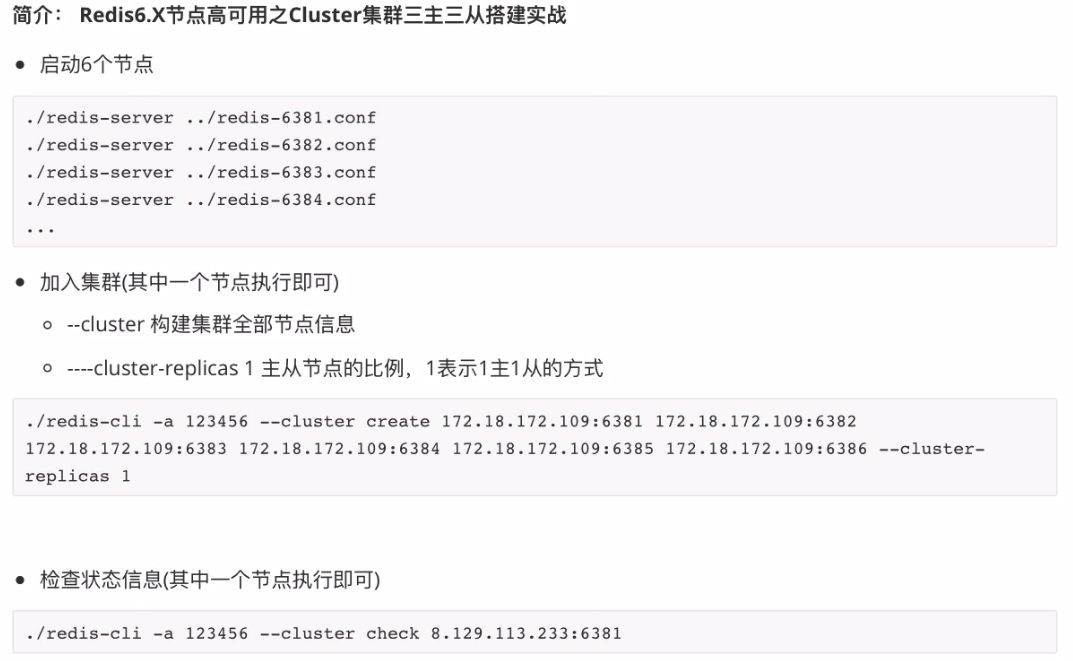 简介： Redis6.X节点高可用之Cluster集群三主三从搭建实战
启动6个节点
./redis-server ../redis-6381.conf
./redis-server ../redis-6382.conf
./redis-server ../redis-6383.conf
./redis-server ../redis-6384.conf
...
加入集群(其中一个节点执行即可)
--cluster 构建集群全部节点信息
----cluster-replicas 1 主从节点的比例，1表示1主1从的方式
./redis-cli -a 123456 --cluster create 172.18.172.109:6381 172.18.172.109:6382
172.18.172.109:6383 172.18.172.109:6384 172.18.172.109:6385 172.18.172.109:6386 --cluster-
replicas 1
检查状态信息(其中一个节点执行即可)
./redis-cli -a 123456 --cluster check 8.129.113.233:6381